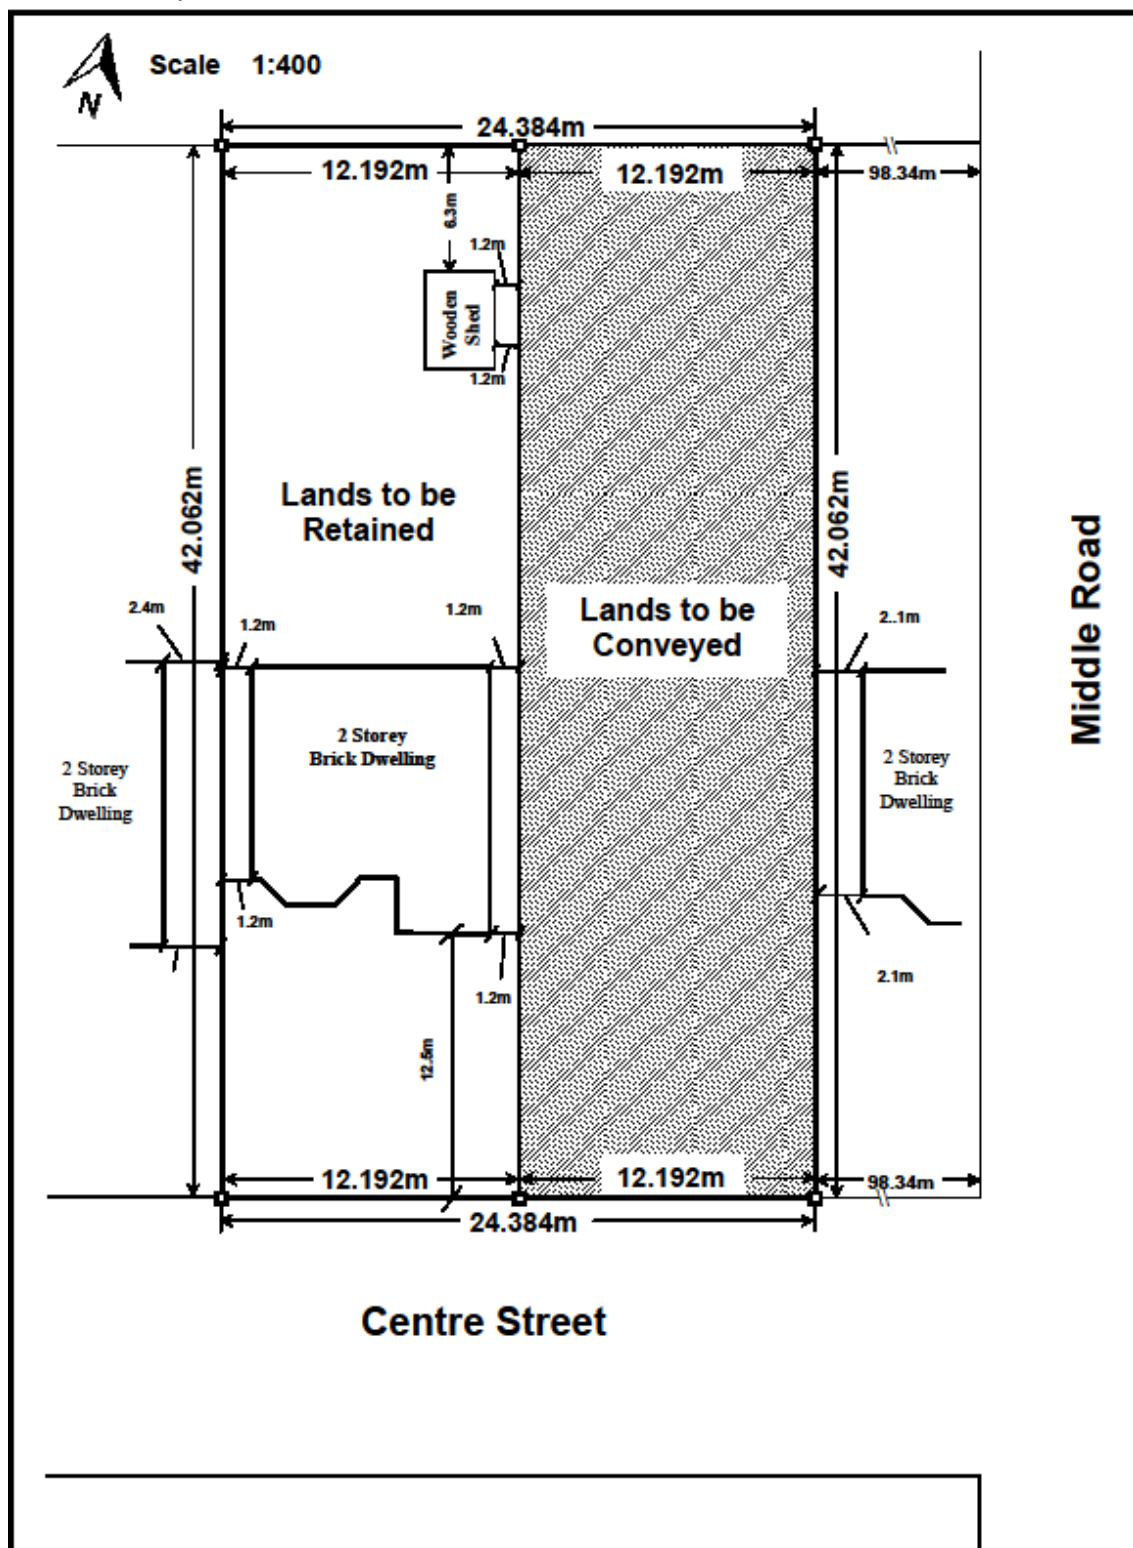 Scale 1:400
N
24.384m
12.192m
12.192m
98.34m
6.3m
1.2m
Wooden
Shed
1.2m
42.062m
42.062m
Lands to be
Retained
Lands to be
Conveyed
Middle Road
2.4m
1.2m
1.2m
2..1m
2 Storey
Brick Dwelling
2 Storey
Brick
Dwelling
2 Storey
Brick
Dwelling
1.2m
1.2m
2.1m
12.5m
12.192m
12.192m
98.34m
24.384m
Centre Street